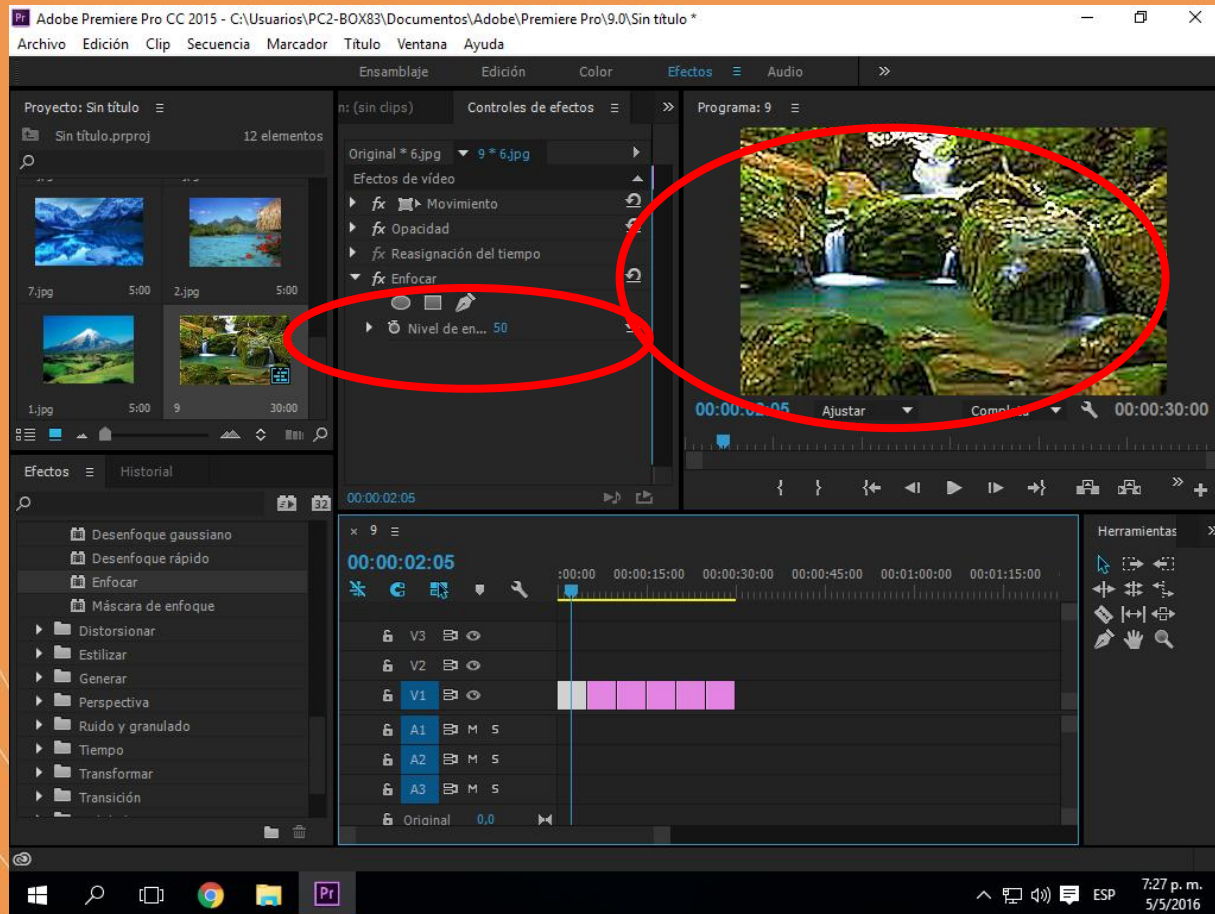 Adobe Premiere Pro CC 2015 - C:\Usuarios\PC2-BOX83\Documentos\Adobe\Premiere Pro\9.0\Sin título *
Archivo Edición Clip Secuencia Marcador Título Ventana Ayuda
Ensamblaje Edición Color Efectos Audio
Proyecto: Sin título
Sin título.prproj 12 elementos
7.jpg 5:00 2.jpg 5:00
1.jpg 5:00 9 30:00
n: (sin clips) Controles de efectos
Original * 6.jpg 9 * 6.jpg
Efectos de vídeo
fx Movimiento
fx Opacidad
fx Reasignación del tiempo
fx Enfocar
Nivel de en... 50
00:00:02:05
Programa: 9
00:00:02:05 Ajustar 00:00:30:00
Efectos Historial
32
Desenfoque gaussiano
Desenfoque rápido
Enfocar
Máscara de enfoque
Distorsionar
Estilizar
Generar
Perspectiva
Ruido y granulado
Tiempo
Transformar
Transición
× 9
00:00:02:05
:00:00 00:00:15:00 00:00:30:00 00:00:45:00 00:01:00:00 00:01:15:00
V3
V2
V1
A1 M S
A2 M S
A3 M S
Original 0,0
Herramientas
Pr
ESP
7:27 p. m.
5/5/2016